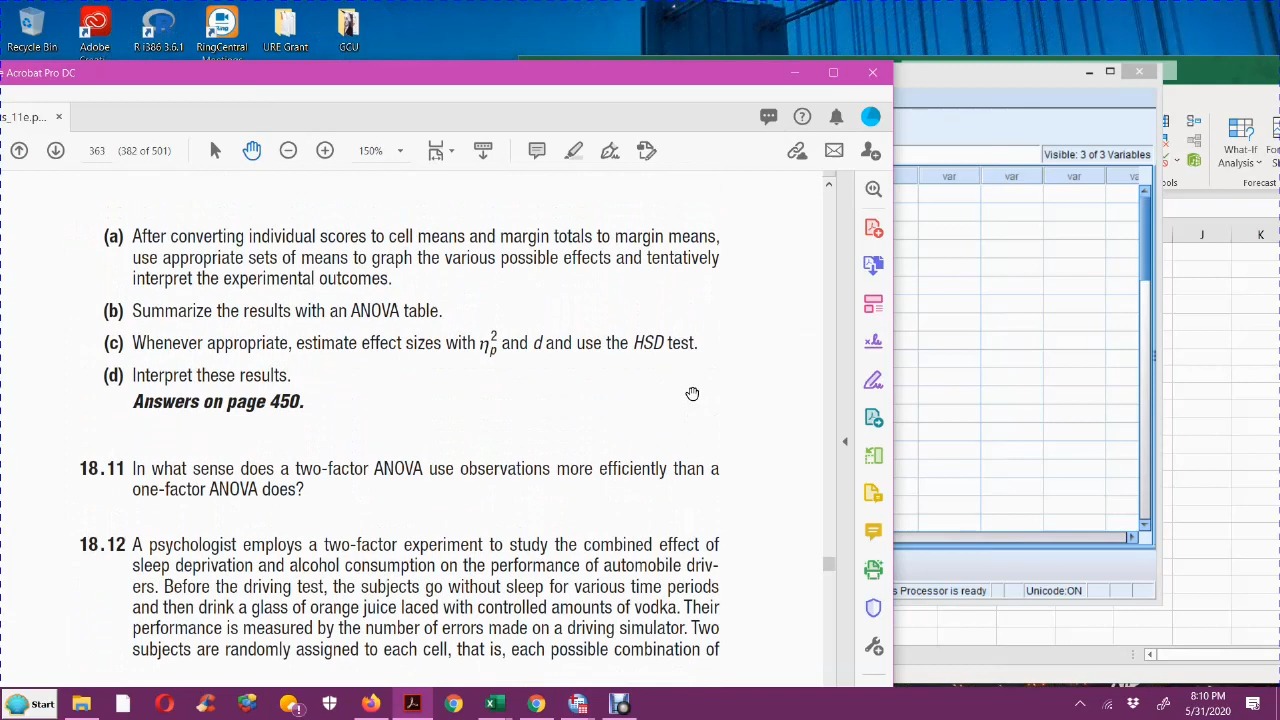 Recycle Bin
Adobe
Creati...
R i386 3.6.1
RingCentral
Meetings
URE Grant
GCU
Acrobat Pro DC
s_11e.p...
363 (382 of 501)
150%
(a) After converting individual scores to cell means and margin totals to margin means,
use appropriate sets of means to graph the various possible effects and tentatively
interpret the experimental outcomes.
(b) Summarize the results with an ANOVA table.
(c) Whenever appropriate, estimate effect sizes with η²ₚ and d and use the HSD test.
(d) Interpret these results.
Answers on page 450.
18.11 In what sense does a two-factor ANOVA use observations more efficiently than a
one-factor ANOVA does?
18.12 A psychologist employs a two-factor experiment to study the combined effect of
sleep deprivation and alcohol consumption on the performance of automobile driv-
ers. Before the driving test, the subjects go without sleep for various time periods
and then drink a glass of orange juice laced with controlled amounts of vodka. Their
performance is measured by the number of errors made on a driving simulator. Two
subjects are randomly assigned to each cell, that is, each possible combination of
Visible: 3 of 3 Variables
var var var va
s Processor is ready Unicode:ON
What-If
Analysis
Fo
Sh
ols
Forecast
J K
Start
8:10 PM
5/31/2020